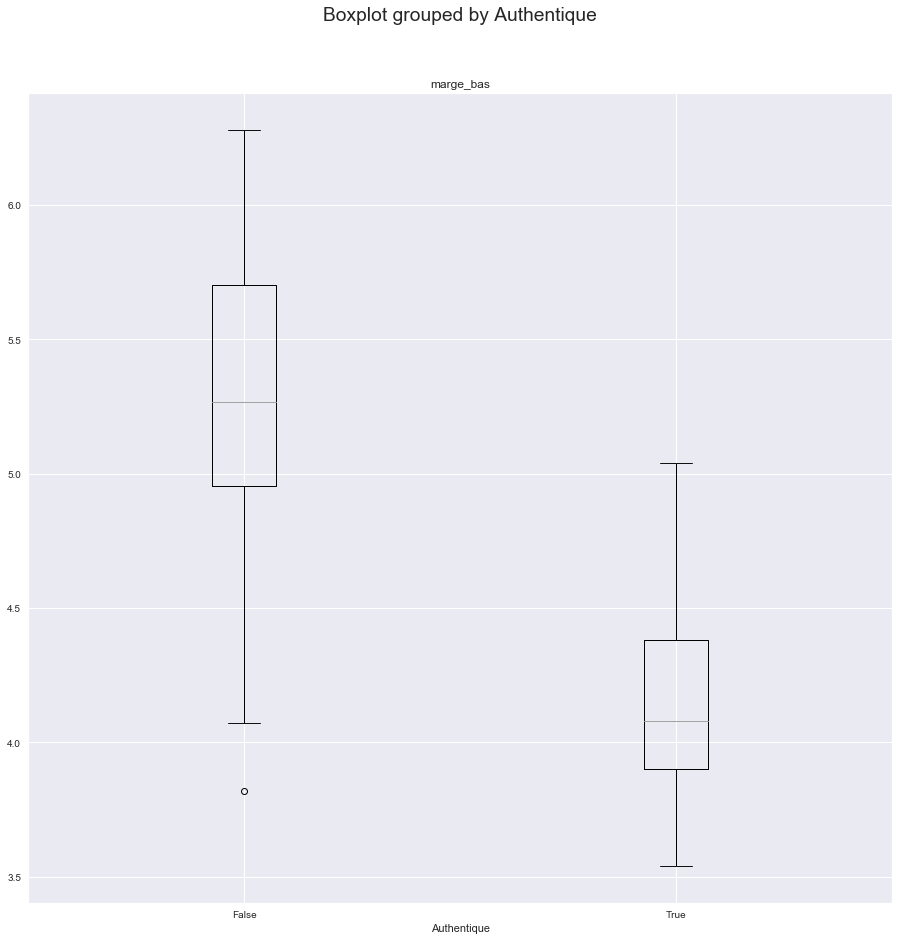 Boxplot grouped by Authentique
marge_bas
6.0
5.5
5.0
4.5
4.0
3.5
False
True
Authentique